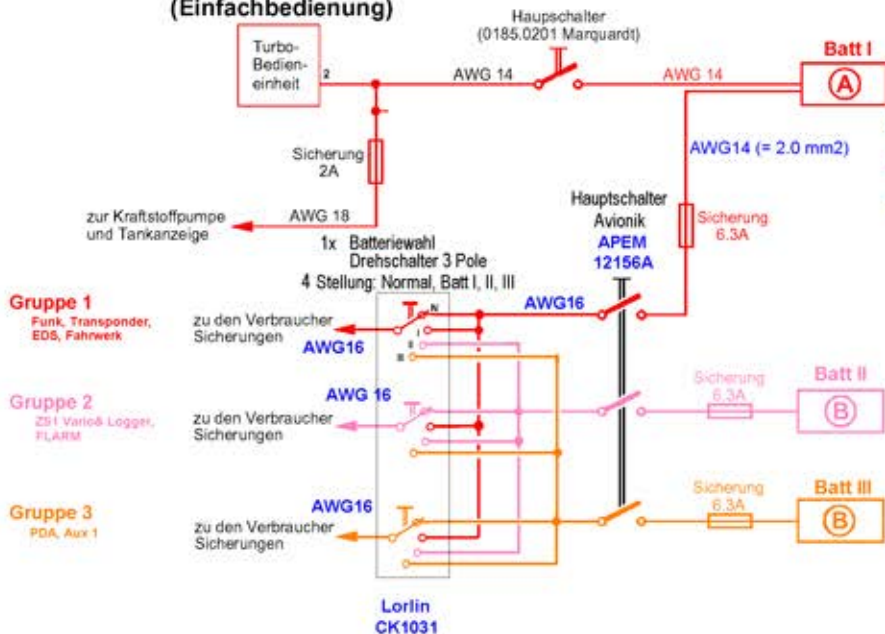 (Einfachbedienung)
Haupschalter
(0185.0201 Marquardt)
Turbo-
Bedien-
einheit
2
AWG 14
AWG 14
Batt I
A
Sicherung
2A
AWG14 (= 2.0 mm2)
zur Kraftstoffpumpe
und Tankanzeige
AWG 18
Hauptschalter
Avionik
APEM
12156A
Sicherung
6.3A
1x Batteriewahl
Drehschalter 3 Pole
4 Stellung: Normal, Batt I, II, III
Gruppe 1
Funk, Transponder,
EDS, Fahrwerk
zu den Verbraucher
Sicherungen
AWG16
N
I
II
III
AWG16
Gruppe 2
ZS1 Vario& Logger,
FLARM
AWG 16
zu den Verbraucher
Sicherungen
Sicherung
6.3A
Batt II
B
Gruppe 3
PDA, Aux 1
AWG16
zu den Verbraucher
Sicherungen
Sicherung
6.3A
Batt III
B
Lorlin
CK1031